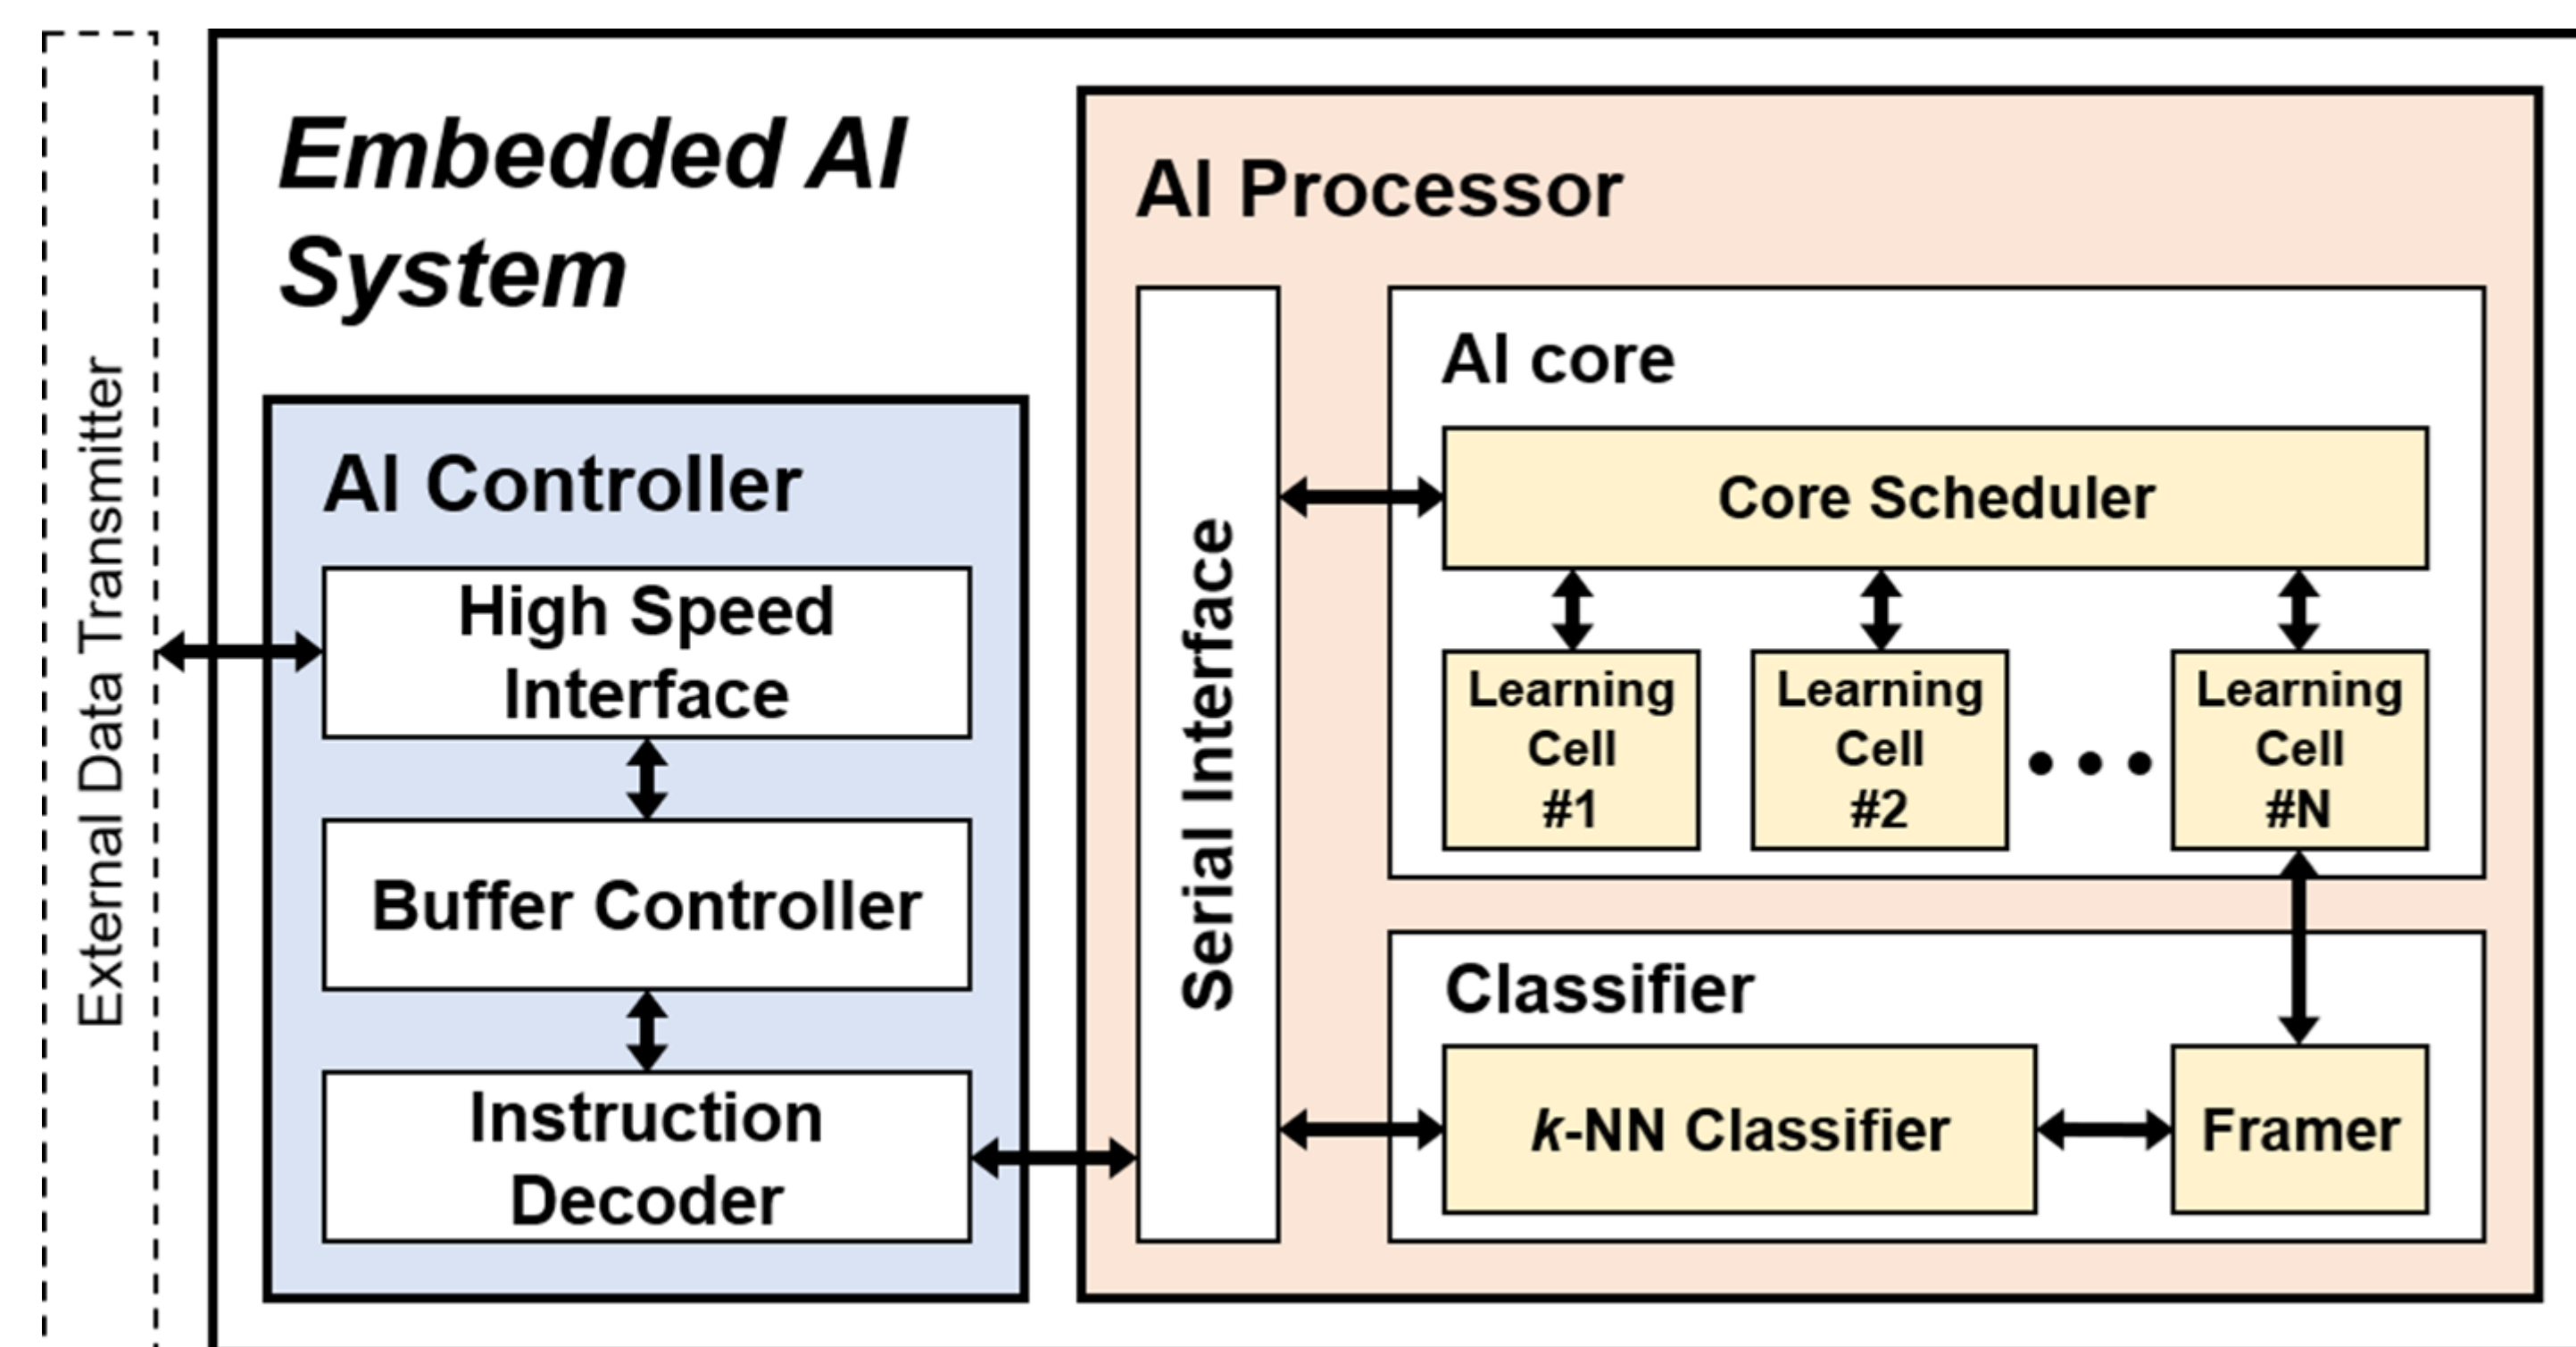 External Data Transmitter
Embedded AI
System
AI Controller
High Speed
Interface
Buffer Controller
Instruction
Decoder
AI Processor
Serial Interface
AI core
Core Scheduler
Learning
Cell
#1
Learning
Cell
#2
Learning
Cell
#N
Classifier
k-NN Classifier
Framer